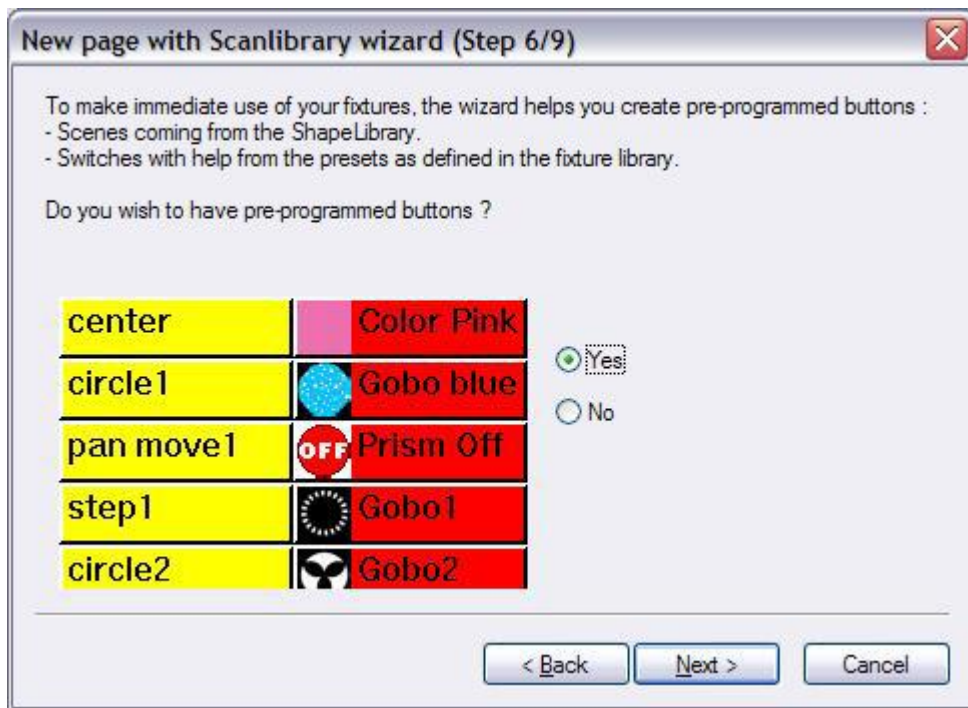 New page with Scanlibrary wizard (Step 6/9)
To make immediate use of your fixtures, the wizard helps you create pre-programmed buttons :
- Scenes coming from the ShapeLibrary.
- Switches with help from the presets as defined in the fixture library.
Do you wish to have pre-programmed buttons ?
center
Color Pink
circle1
Gobo blue
pan move1
OFF
Prism Off
step1
Gobo1
circle2
Gobo2
Yes
No
< Back
Next >
Cancel